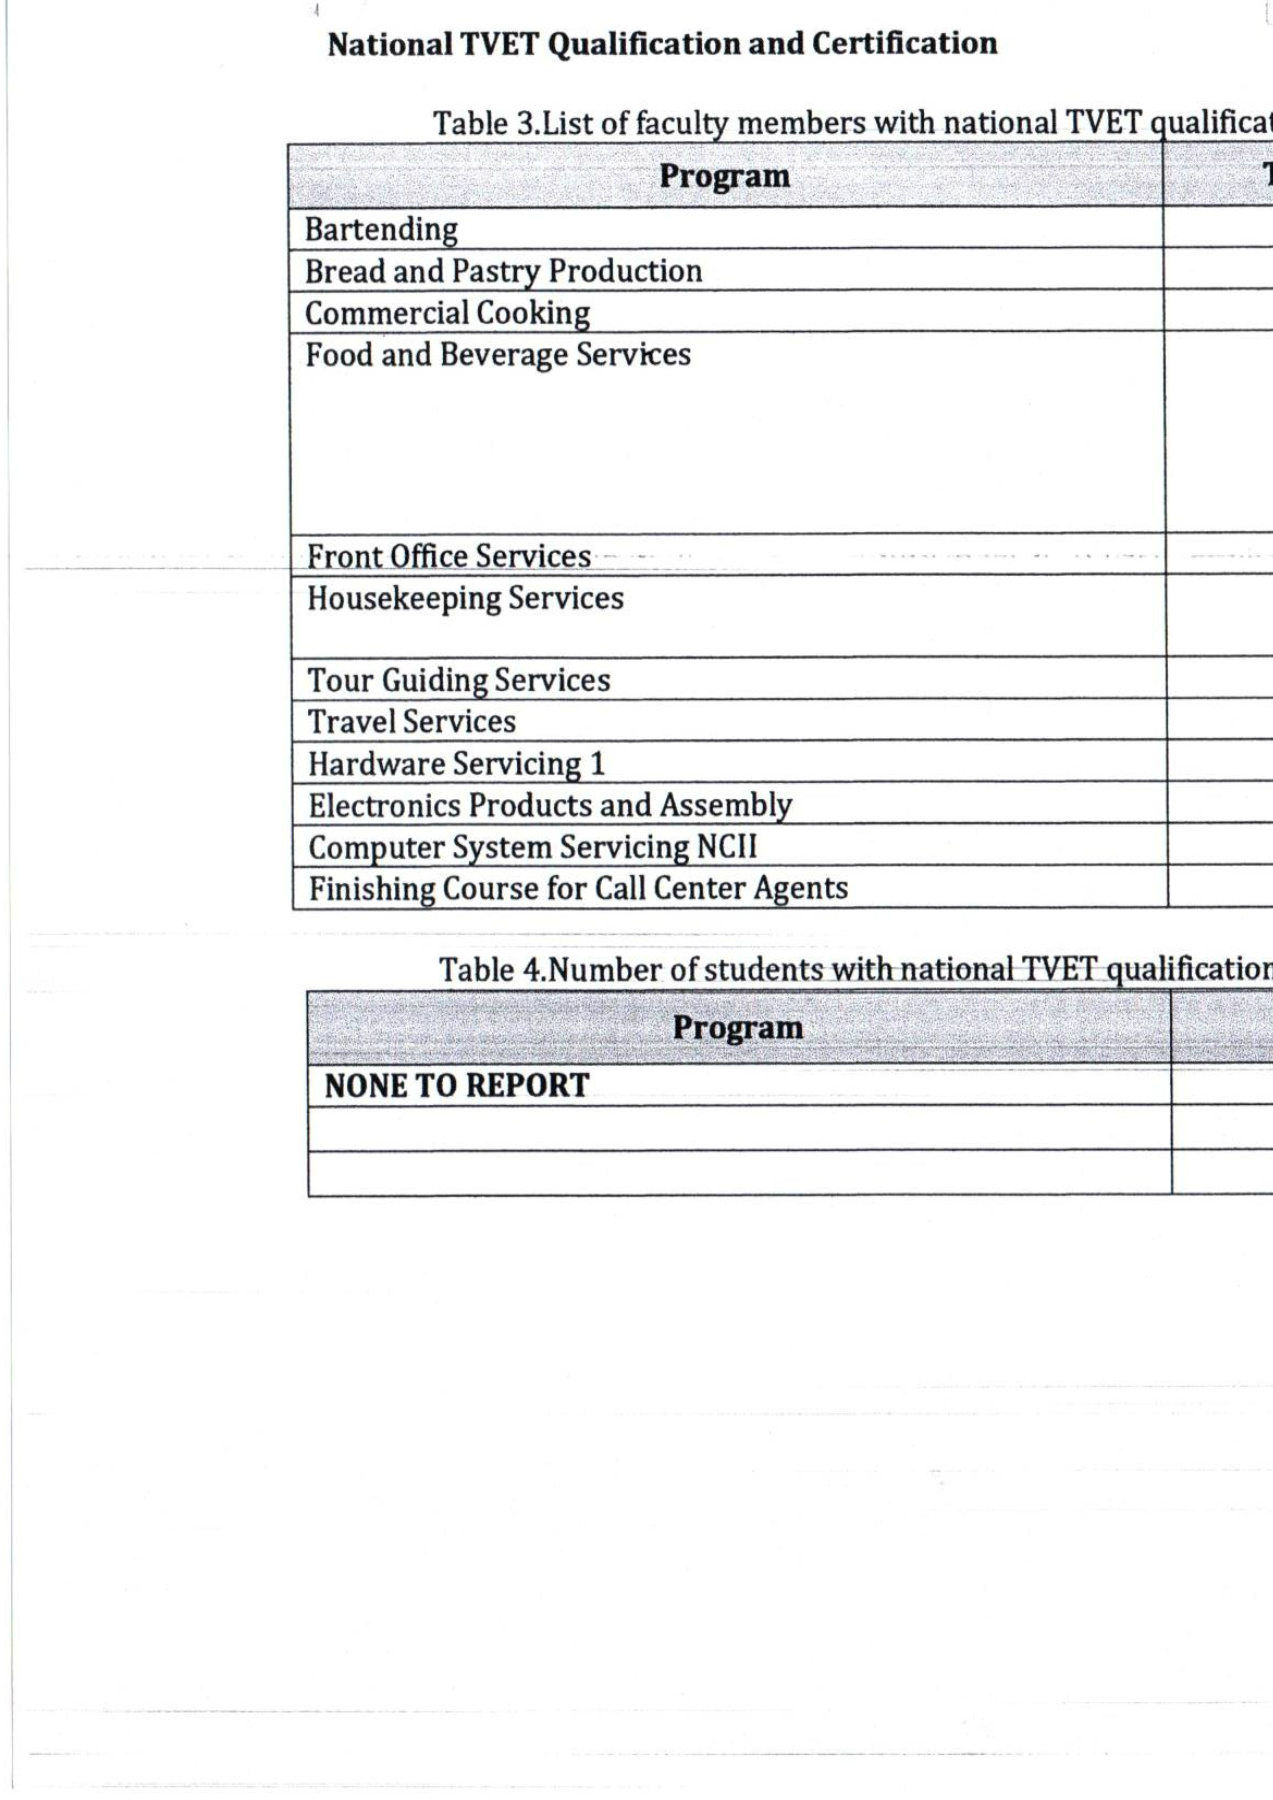 National TVET Qualification and Certification
Table 3.List of faculty members with national TVET
Program
Bartending
Bread and Pastry Production
Commercial Cooking
Food and Beverage Services
Front Office Services
Housekeeping Services
Tour Guiding Services
Travel Services
Hardware Servicing 1
Electronics Products and Assembly
Computer System Servicing NCII
Finishing Course for Call Center Agents
Table 4.Number of students with national TVET qualification
Program
NONE TO REPORT